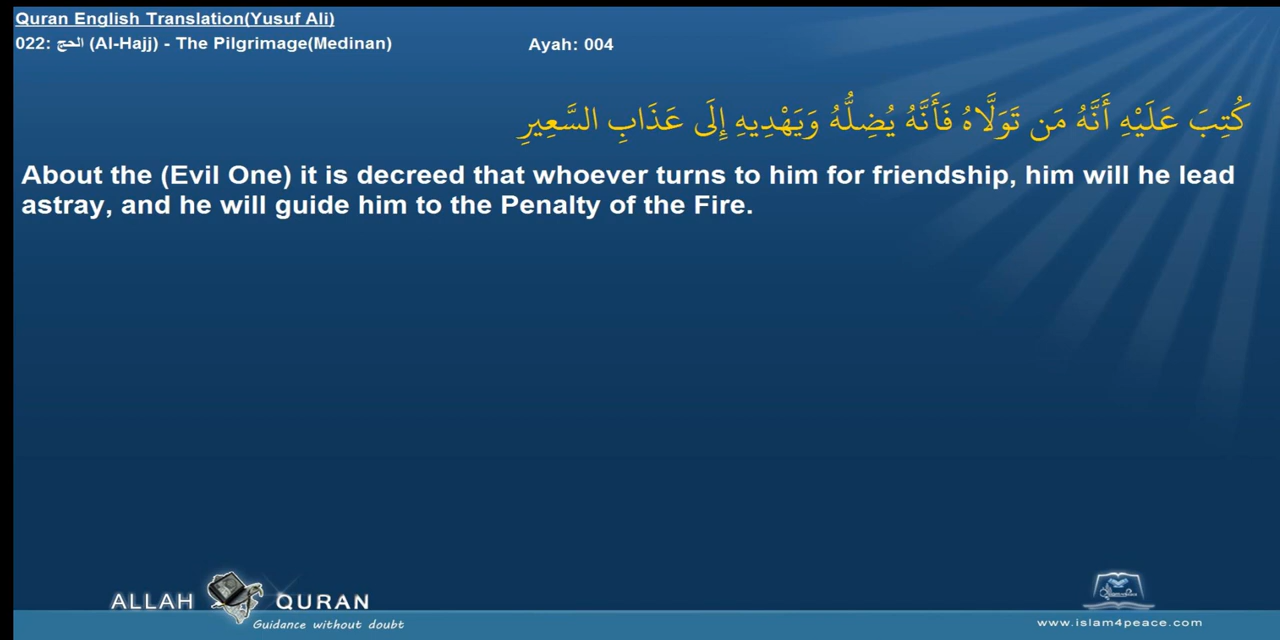 Quran English Translation(Yusuf Ali)
022: الحج (Al-Hajj) - The Pilgrimage(Medinan) Ayah: 004
كُتِبَ عَلَيْهِ أَنَّهُ مَن تَوَلَّاهُ فَأَنَّهُ يُضِلُّهُ وَيَهْدِيهِ إِلَى عَذَابِ السَّعِيرِ
About the (Evil One) it is decreed that whoever turns to him for friendship, him will he lead
astray, and he will guide him to the Penalty of the Fire.
ALLAH QURAN
Guidance without doubt
www.islam4peace.com